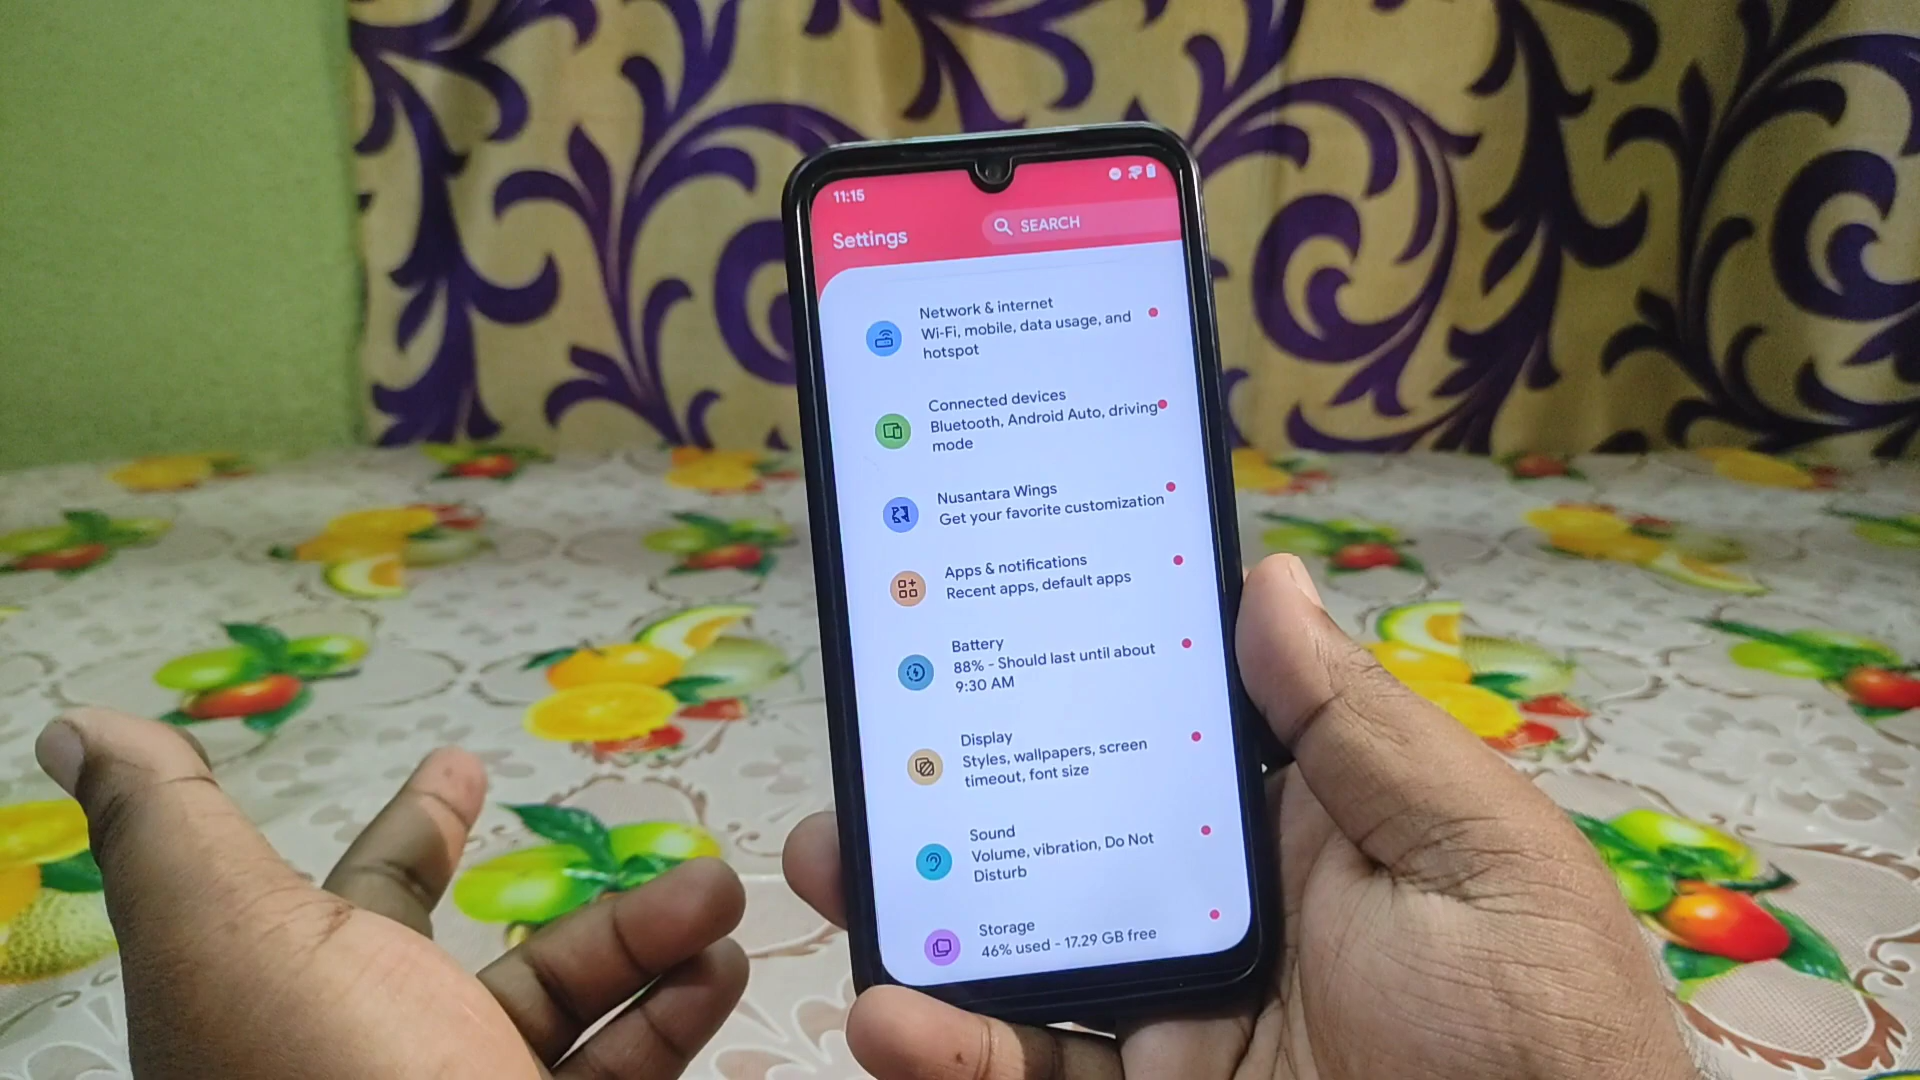 11:15
Settings
SEARCH
Network & internet
Wi-Fi, mobile, data usage, and
hotspot
Connected devices
Bluetooth, Android Auto, driving
mode
Nusantara Wings
Get your favorite customization
Apps & notifications
Recent apps, default apps
Battery
88% - Should last until about
9:30 AM
Display
Styles, wallpapers, screen
timeout, font size
Sound
Volume, vibration, Do Not
Disturb
Storage
46% used - 17.29 GB free